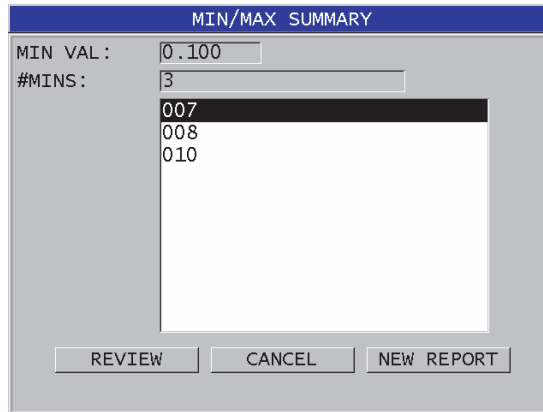 MIN/MAX SUMMARY
MIN VAL: 0.100
#MINS: 3
007
008
010
REVIEW CANCEL NEW REPORT